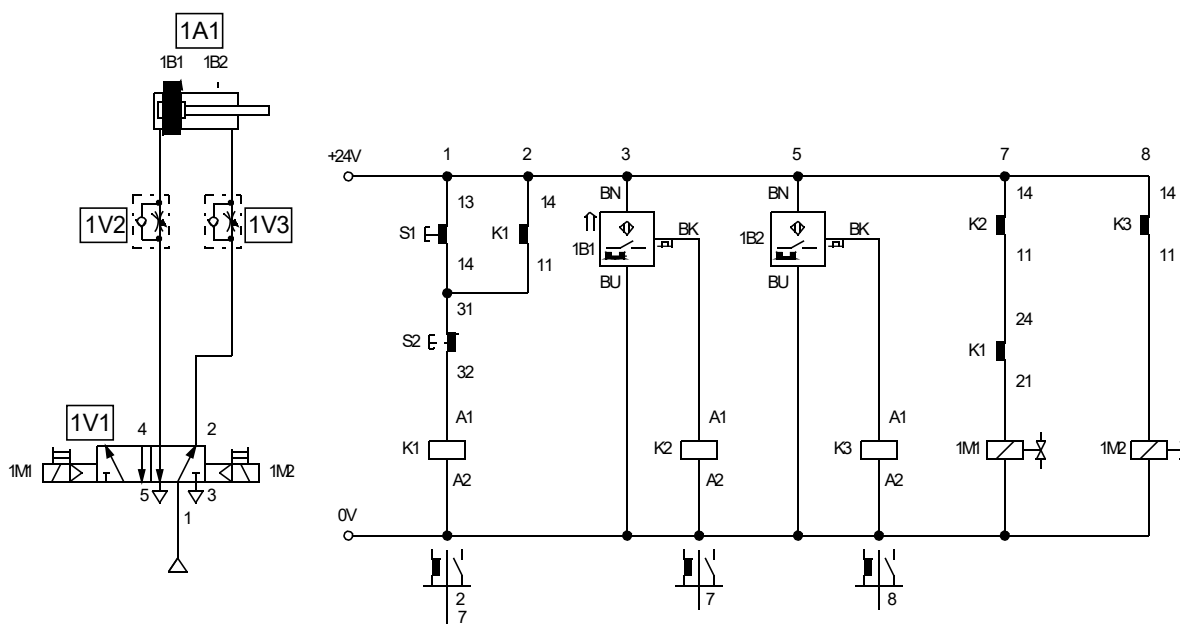 1A1
1B1 1B2
1V2 1V3
1V1
4 2
1M1 1M2
5 3
1
1 2 3 5 7 8
+24V
13 14 BN BN 14 14
S1 K1 1B1 BK 1B2 BK K2 K3
14 11 BU BU 11 11
31 24
S2 K1
32 21
A1 A1 A1
K1 K2 K3 1M1 1M2
A2 A2 A2
0V
2 7 8
7